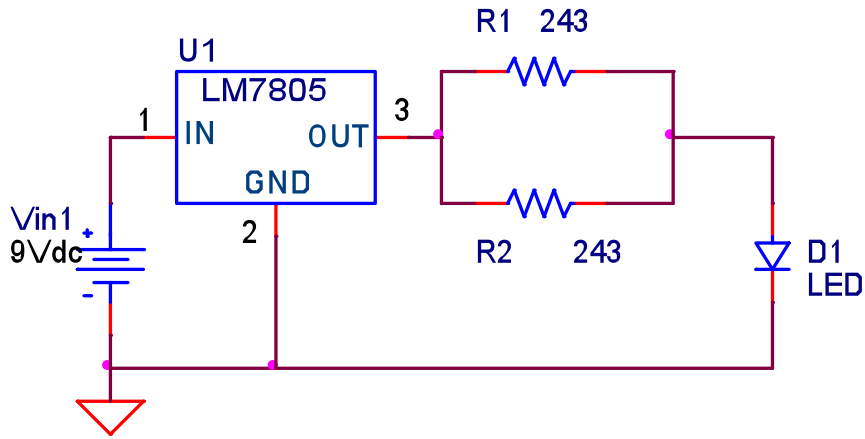 R1 243
U1
LM7805
1
3
IN
OUT
GND
2
Vin1
+
9Vdc
-
R2 243
D1
LED